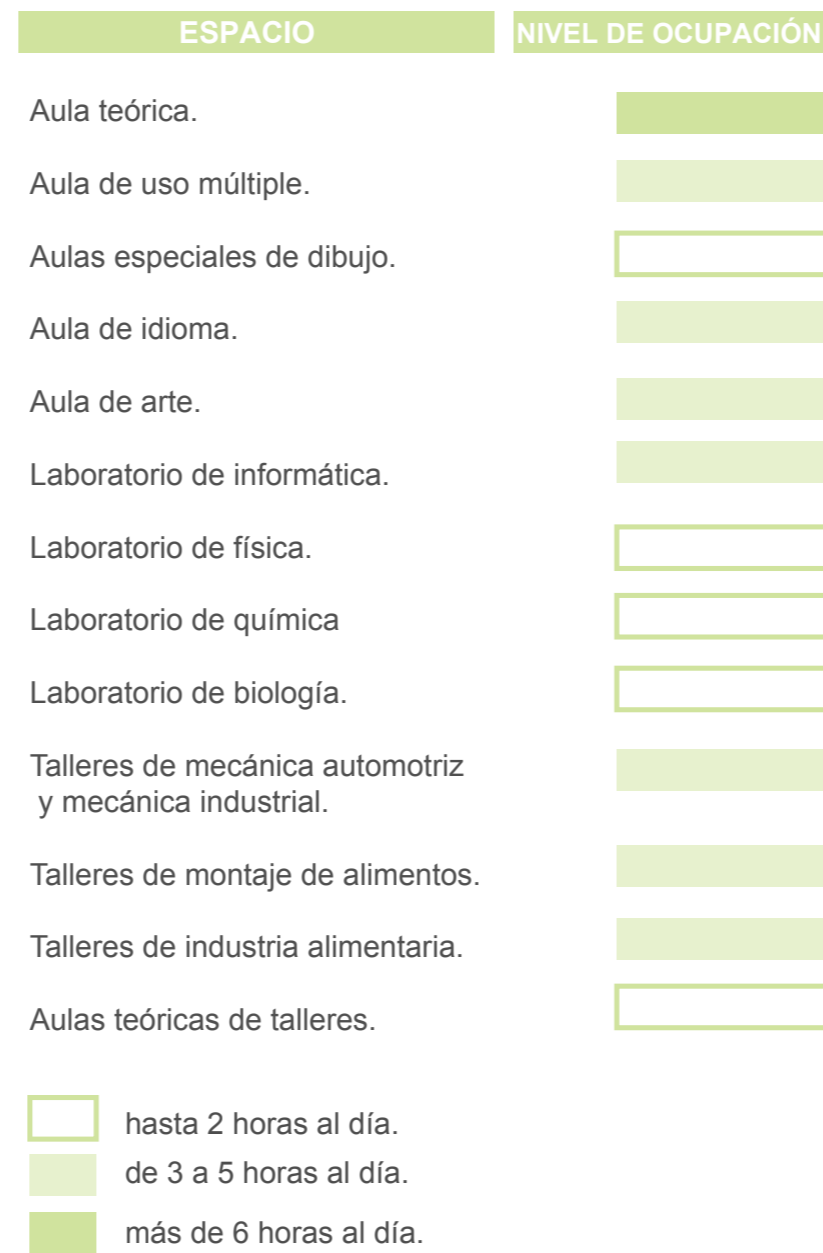 ESPACIO NIVEL DE OCUPACIÓN
Aula teórica.
Aula de uso múltiple.
Aulas especiales de dibujo.
Aula de idioma.
Aula de arte.
Laboratorio de informática.
Laboratorio de física.
Laboratorio de química
Laboratorio de biología.
Talleres de mecánica automotriz
y mecánica industrial.
Talleres de montaje de alimentos.
Talleres de industria alimentaria.
Aulas teóricas de talleres.
hasta 2 horas al día.
de 3 a 5 horas al día.
más de 6 horas al día.